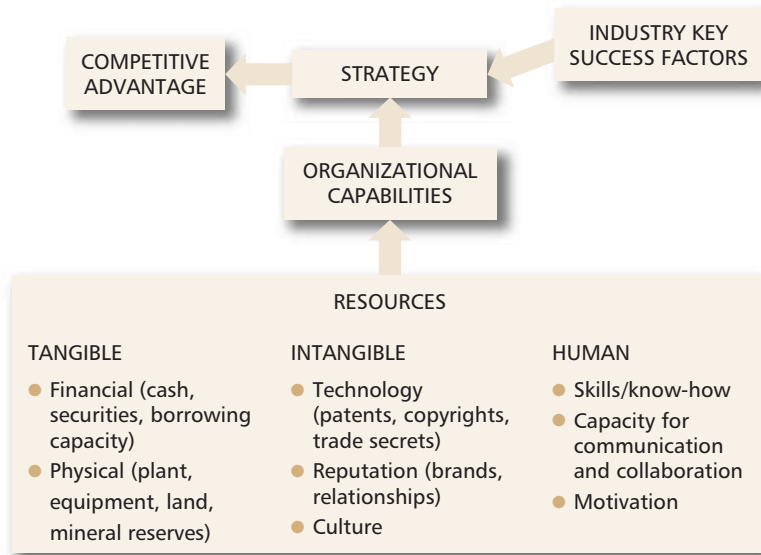 COMPETITIVE
ADVANTAGE
STRATEGY
INDUSTRY KEY
SUCCESS FACTORS
ORGANIZATIONAL
CAPABILITIES
RESOURCES
TANGIBLE
● Financial (cash,
securities, borrowing
capacity)
● Physical (plant,
equipment, land,
mineral reserves)
INTANGIBLE
● Technology
(patents, copyrights,
trade secrets)
● Reputation (brands,
relationships)
● Culture
HUMAN
● Skills/know-how
● Capacity for
communication
and collaboration
● Motivation